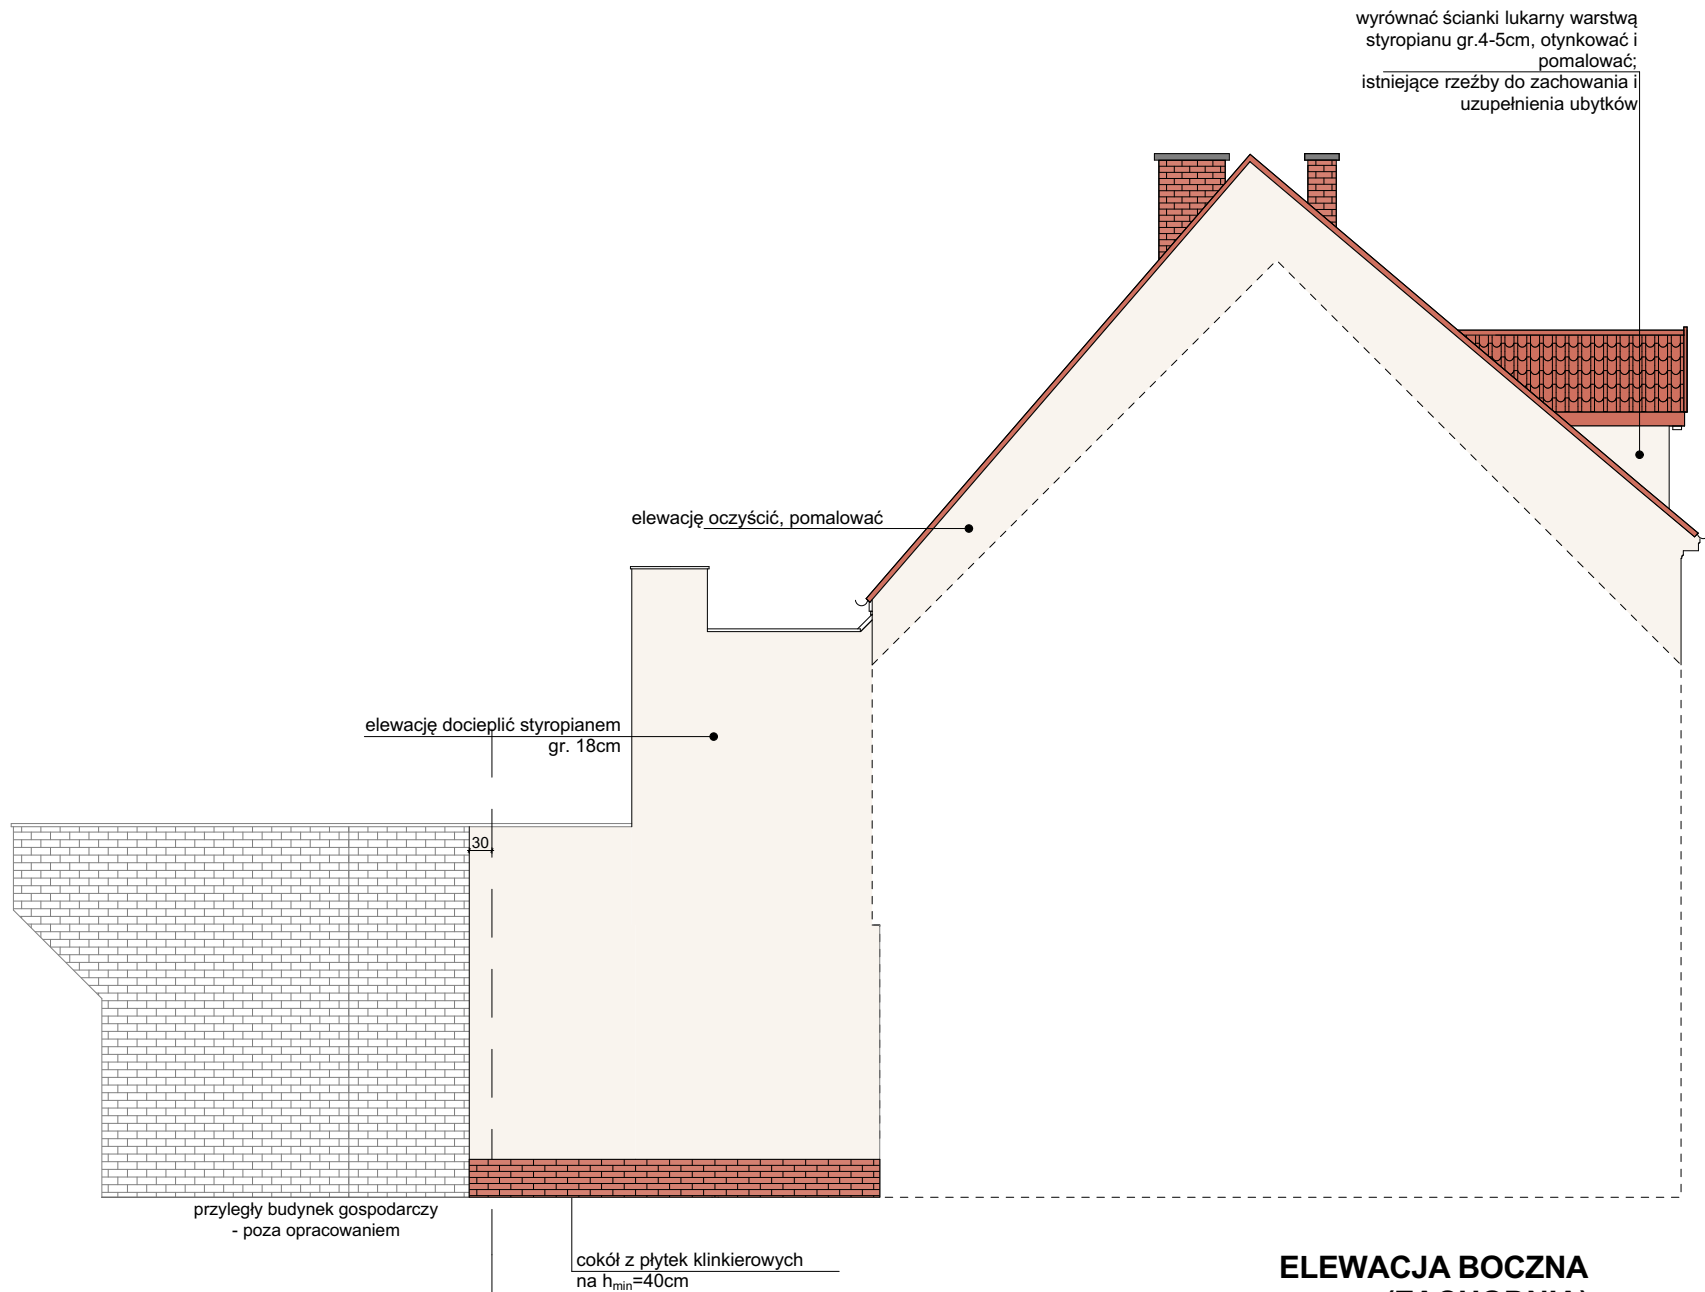 wyrównać ścianki lukarny warstwą
styropianu gr.4-5cm, otynkować i
pomalować;
istniejące rzeźby do zachowania i
uzupełnienia ubytków
elewację oczyścić, pomalować
elewację docieplić styropianem
gr. 18cm
30
przyległy budynek gospodarczy
- poza opracowaniem
cokół z płytek klinkierowych
na hmin=40cm
ELEWACJA BOCZNA
(ZACHODNIA)